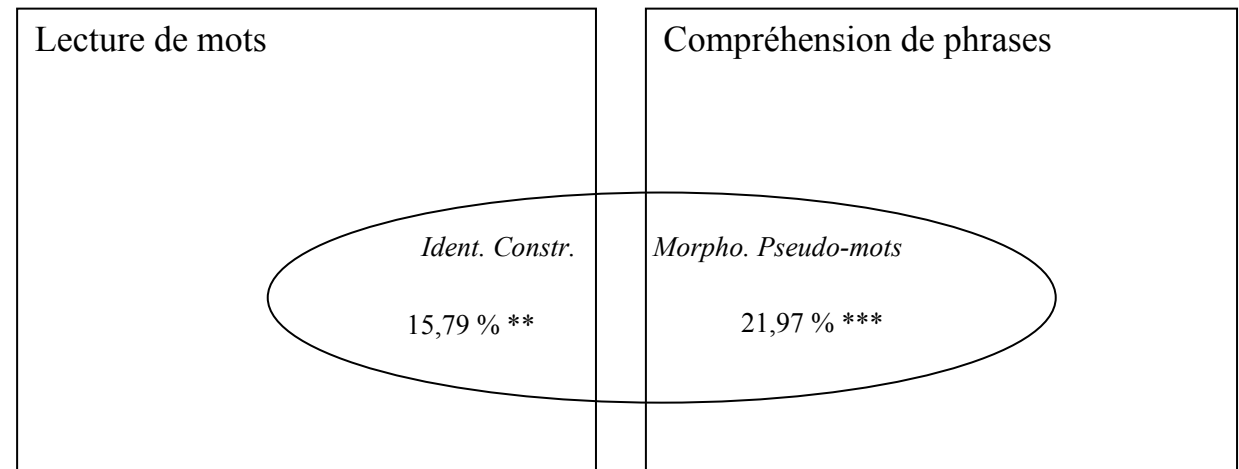 Lecture de mots
Compréhension de phrases
Ident. Constr.
Morpho. Pseudo-mots
15,79 % **
21,97 % ***